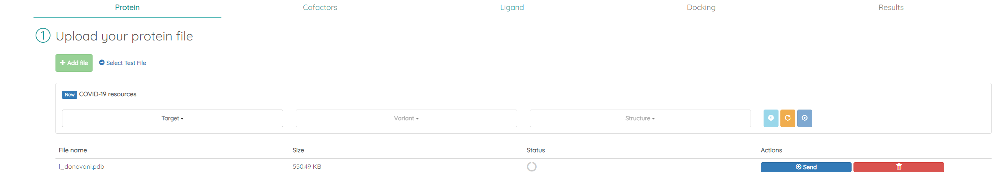 Protein Cofactors Ligand Docking Results
1 Upload your protein file
Add file Select Test File
New COVID-19 resources
Target Variant Structure
File name Size Status Actions
l_donovani.pdb 550.49 KB Send